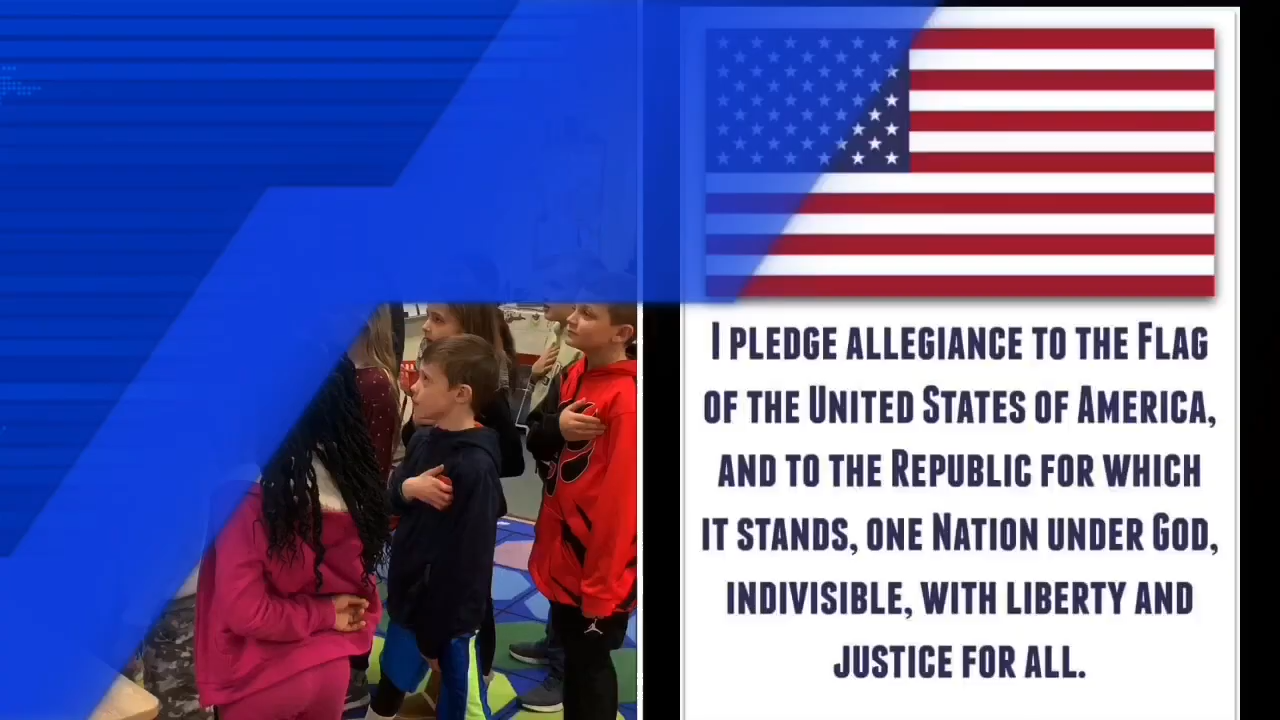 I PLEDGE ALLEGIANCE TO THE FLAG
OF THE UNITED STATES OF AMERICA,
AND TO THE REPUBLIC FOR WHICH
IT STANDS, ONE NATION UNDER GOD,
INDIVISIBLE, WITH LIBERTY AND
JUSTICE FOR ALL.